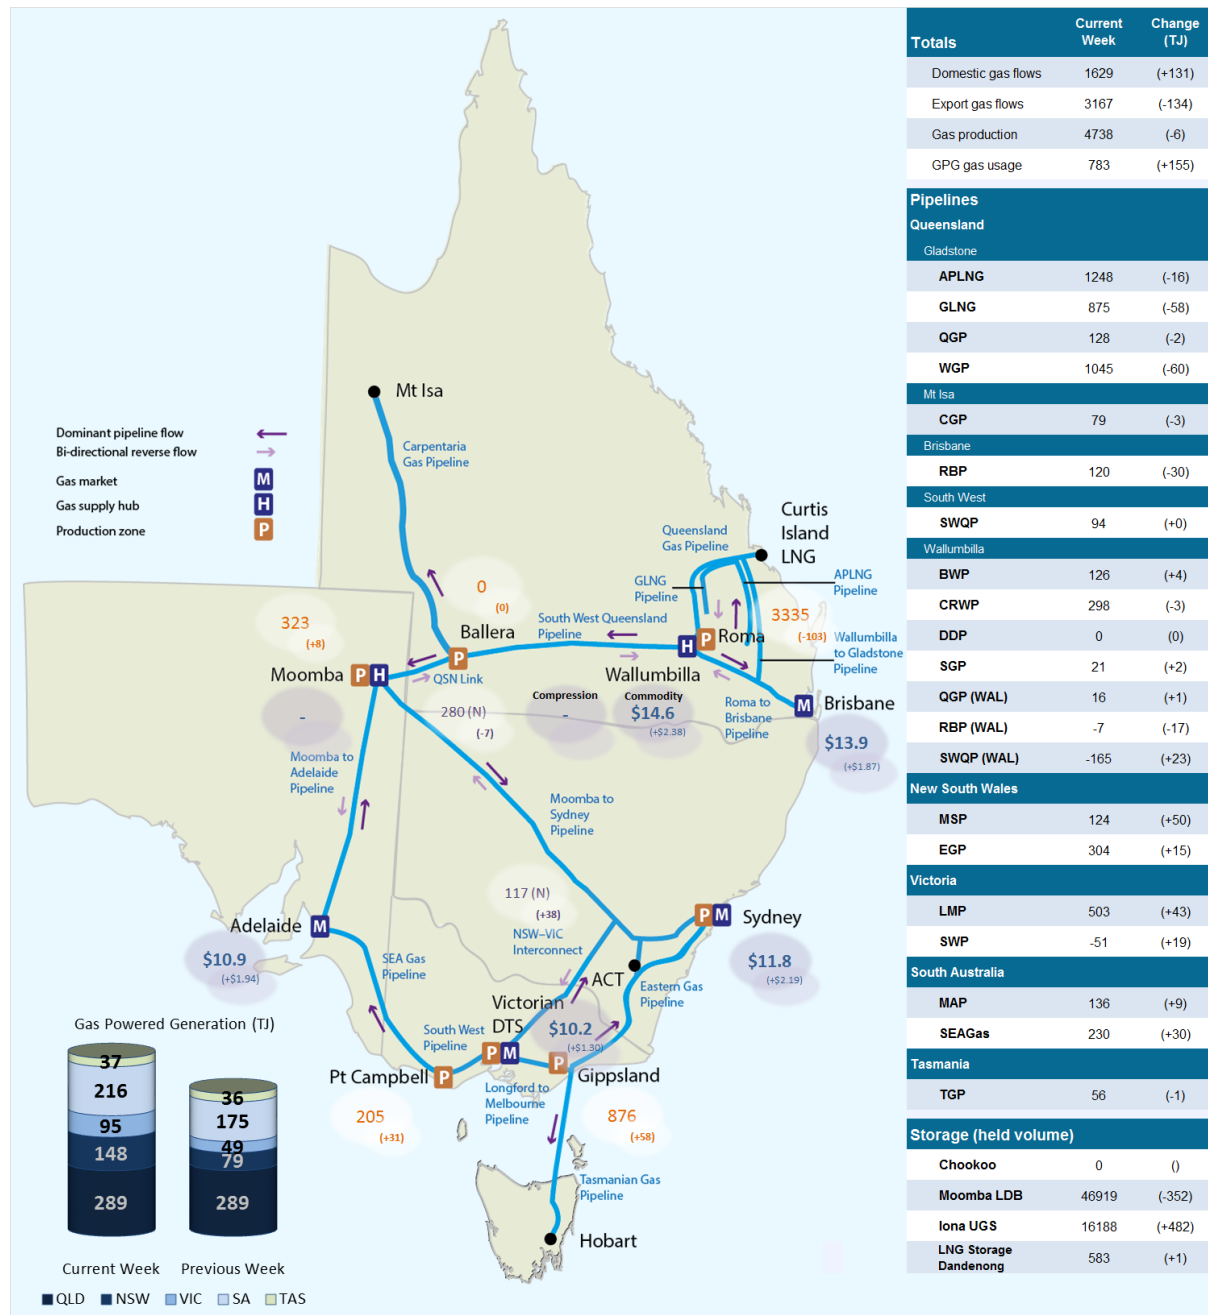 Dominant pipeline flow
Bi-directional reverse flow
Gas market M
Gas supply hub H
Production zone P
Mt Isa
Carpentaria
Gas Pipeline
Curtis
Island
LNG
Queensland
Gas Pipeline
GLNG
Pipeline
APLNG
Pipeline
0
(0)
323
(+8)
3335
(-103)
South West Queensland
Pipeline
Ballera
P
H P Roma
Wallumbilla
to Gladstone
Pipeline
Moomba P H
QSN Link
Wallumbilla
M Brisbane
-
280 (N)
(-7)
Compression
-
Commodity
$14.6
(+$2.38)
Roma to
Brisbane
Pipeline
$13.9
(+$1.87)
Moomba to
Adelaide
Pipeline
Moomba to
Sydney
Pipeline
117 (N)
(+38)
NSW–VIC
Interconnect
P M Sydney
Adelaide M
$10.9
(+$1.94)
SEA Gas
Pipeline
$11.8
(+$2.19)
ACT
Eastern Gas
Pipeline
Victorian
DTS
$10.2
(+$1.30)
South West
Pipeline
P M
P
Pt Campbell P
Gippsland
Longford to
Melbourne
Pipeline
205
(+31)
876
(+58)
Tasmanian Gas
Pipeline
Hobart
Gas Powered Generation (TJ)
37
216
95
148
289
36
175
49
79
289
Current Week Previous Week
QLD NSW VIC SA TAS
Totals Current Week Change (TJ)
Domestic gas flows 1629 (+131)
Export gas flows 3167 (-134)
Gas production 4738 (-6)
GPG gas usage 783 (+155)
Pipelines
Queensland
Gladstone
APLNG 1248 (-16)
GLNG 875 (-58)
QGP 128 (-2)
WGP 1045 (-60)
Mt Isa
CGP 79 (-3)
Brisbane
RBP 120 (-30)
South West
SWQP 94 (+0)
Wallumbilla
BWP 126 (+4)
CRWP 298 (-3)
DDP 0 (0)
SGP 21 (+2)
QGP (WAL) 16 (+1)
RBP (WAL) -7 (-17)
SWQP (WAL) -165 (+23)
New South Wales
MSP 124 (+50)
EGP 304 (+15)
Victoria
LMP 503 (+43)
SWP -51 (+19)
South Australia
MAP 136 (+9)
SEAGas 230 (+30)
Tasmania
TGP 56 (-1)
Storage (held volume)
Chookoo 0 ()
Moomba LDB 46919 (-352)
Iona UGS 16188 (+482)
LNG Storage
Dandenong 583 (+1)